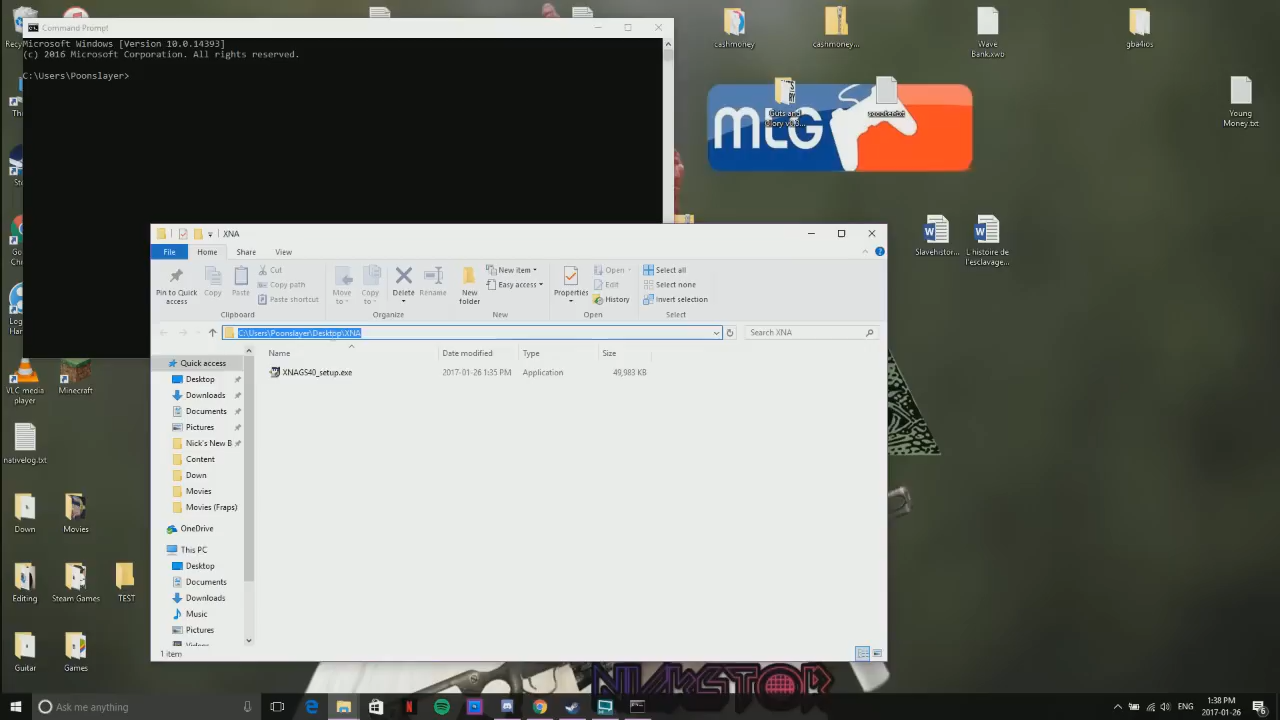 Command Prompt
Microsoft Windows [Version 10.0.14393]
(c) 2016 Microsoft Corporation. All rights reserved.
C:\Users\Poonslayer>
cashmoney
cashmoney...
Wave Bank.xwb
gba4ios
Guts and
Glory
Young Money.txt
MLG
Slavehistor...
L'histoire de l'esclavage...
XNA
File
Home
Share
View
Pin to Quick access
Copy
Paste
Cut
Copy path
Paste shortcut
Clipboard
Move to
Copy to
Delete
Rename
Organize
New folder
New item
Easy access
New
Properties
Open
Edit
History
Open
Select all
Select none
Invert selection
Select
C:\Users\Poonslayer\Desktop\XNA
Search XNA
Name
Date modified
Type
Size
XNAGS40_setup.exe
2017-01-26 1:35 PM
Application
49,983 KB
Quick access
Desktop
Downloads
Documents
Pictures
Nick's New B
Content
Down
Movies
Movies (Fraps)
OneDrive
This PC
Desktop
Documents
Downloads
Music
Pictures
Videos
1 item
VLC media player
Minecraft
nativelog.txt
Down
Movies
Editing
Steam Games
TEST
Guitar
Games
Ask me anything
ENG
1:38 PM
2017-01-26
6